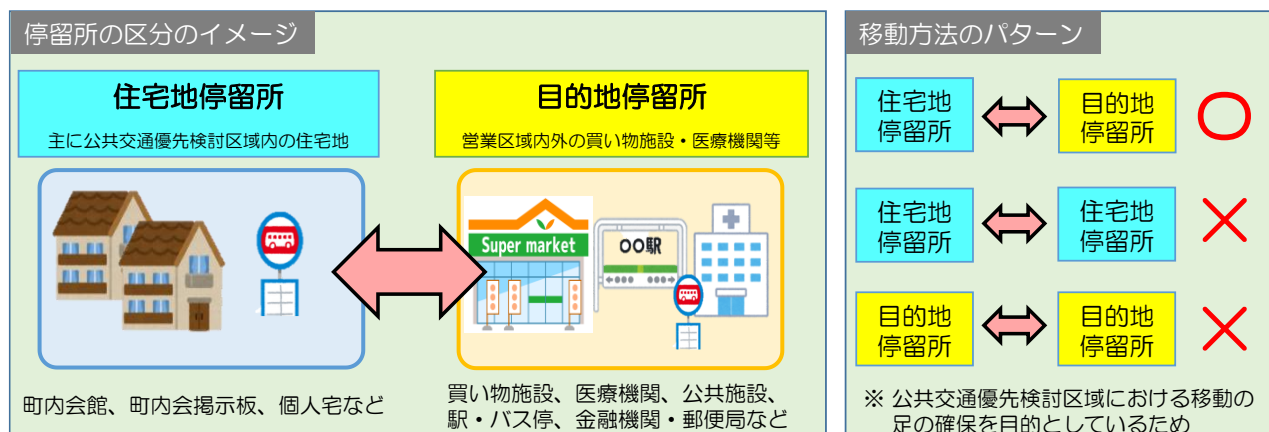 停留所の区分のイメージ
住宅地停留所
主に公共交通優先検討区域内の住宅地
目的地停留所
営業区域内外の買い物施設・医療機関等
Super market
〇〇駅
町内会館、町内会掲示板、個人宅など
買い物施設、医療機関、公共施設、
駅・バス停、金融機関・郵便局など
移動方法のパターン
住宅地
停留所
目的地
停留所
〇
住宅地
停留所
住宅地
停留所
×
目的地
停留所
目的地
停留所
×
※ 公共交通優先検討区域における移動の
足の確保を目的としているため